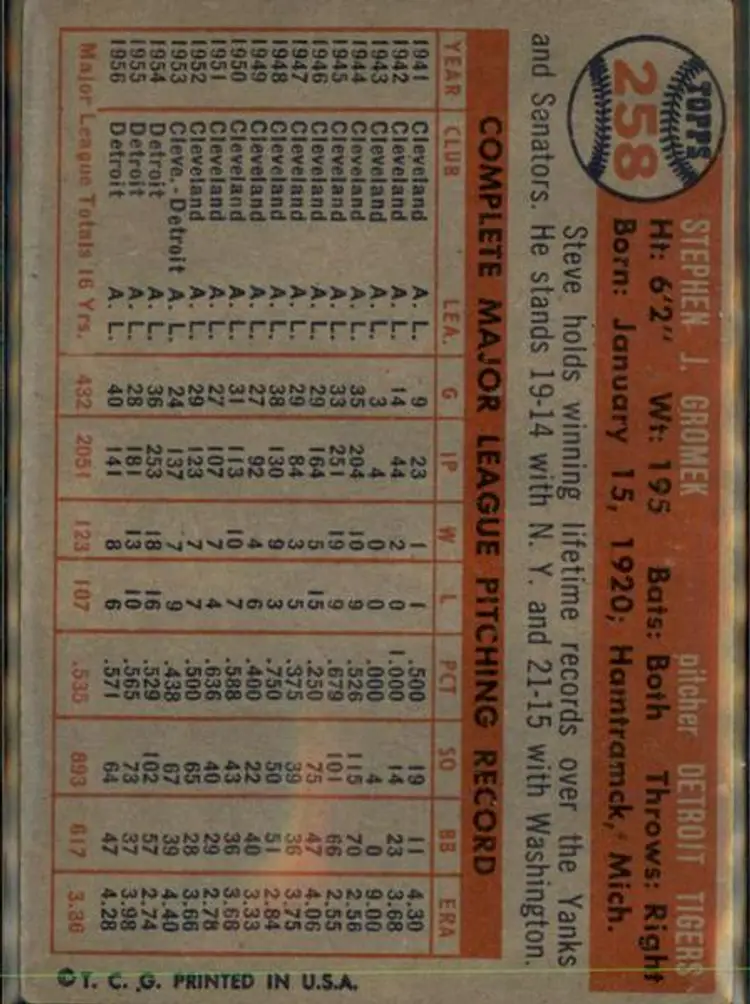 TOPPS
258
STEPHEN J. GROMEK pitcher DETROIT TIGERS
Ht: 6'2" Wt: 195 Bats: Both Throws: Right
Born: January 15, 1920; Hamtramck, Mich.
Steve holds winning lifetime records over the Yanks
and Senators. He stands 19-14 with N. Y. and 21-15 with Washington.
COMPLETE MAJOR LEAGUE PITCHING RECORD
YEAR CLUB LEA. G IP W L PCT SO BB ERA
1941 Cleveland A. L. 9 23 1 1 .500 19 11 4.30
1942 Cleveland A. L. 14 44 2 0 1.000 14 23 3.68
1943 Cleveland A. L. 3 4 0 0 .000 4 0 9.00
1944 Cleveland A. L. 35 204 10 9 .526 115 70 2.56
1945 Cleveland A. L. 33 251 19 9 .679 101 66 2.55
1946 Cleveland A. L. 29 164 5 15 .250 75 47 4.06
1947 Cleveland A. L. 29 84 3 5 .375 39 36 3.75
1948 Cleveland A. L. 38 130 9 3 .750 50 51 2.84
1949 Cleveland A. L. 27 92 4 6 .400 22 40 3.33
1950 Cleveland A. L. 31 113 10 7 .588 43 36 3.66
1951 Cleveland A. L. 27 107 7 4 .636 40 29 2.78
1952 Cleveland A. L. 29 123 7 7 .500 65 28 3.66
1953 Cleve.-Detroit A. L. 24 137 7 9 .438 67 39 4.40
1954 Detroit A. L. 36 253 18 16 .529 102 57 2.74
1955 Detroit A. L. 28 181 13 10 .565 73 37 3.98
1956 Detroit A. L. 40 141 8 6 .571 64 47 4.28
Major League Totals 16 Yrs. 432 2051 123 107 .535 893 617 3.36
© T. C. G. PRINTED IN U.S.A.